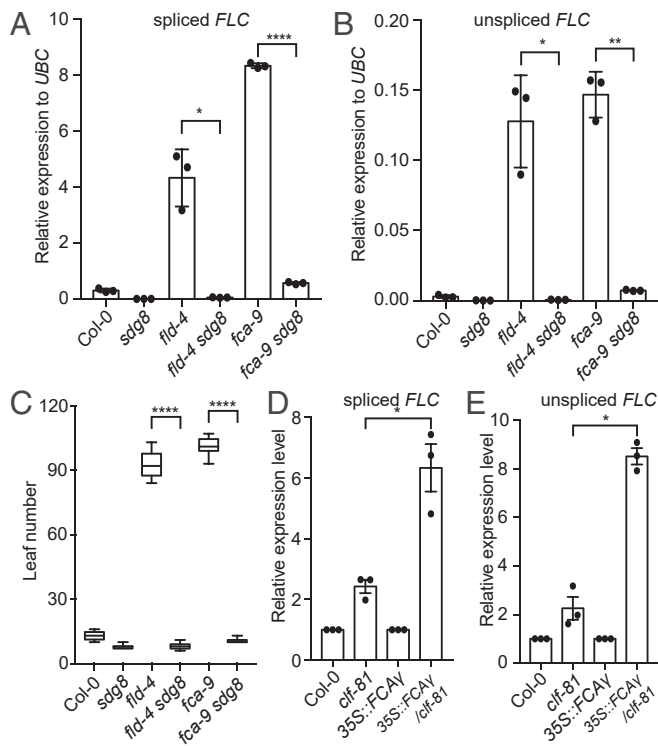 A
spliced FLC
Relative expression to UBC
10
8
6
4
2
0
****
*
Col-0
sdg8
fld-4
fld-4 sdg8
fca-9
fca-9 sdg8
B
unspliced FLC
Relative expression to UBC
0.20
0.15
0.10
0.05
0.00
*
**
Col-0
sdg8
fld-4
fld-4 sdg8
fca-9
fca-9 sdg8
C
Leaf number
120
90
60
30
0
****
****
Col-0
sdg8
fld-4
fld-4 sdg8
fca-9
fca-9 sdg8
D
spliced FLC
Relative expression level
8
6
4
2
0
*
Col-0
clf-81
35S::FCAγ
35S::FCAγ
/clf-81
E
unspliced FLC
Relative expression level
10
8
6
4
2
0
*
Col-0
clf-81
35S::FCAγ
35S::FCAγ
/clf-81